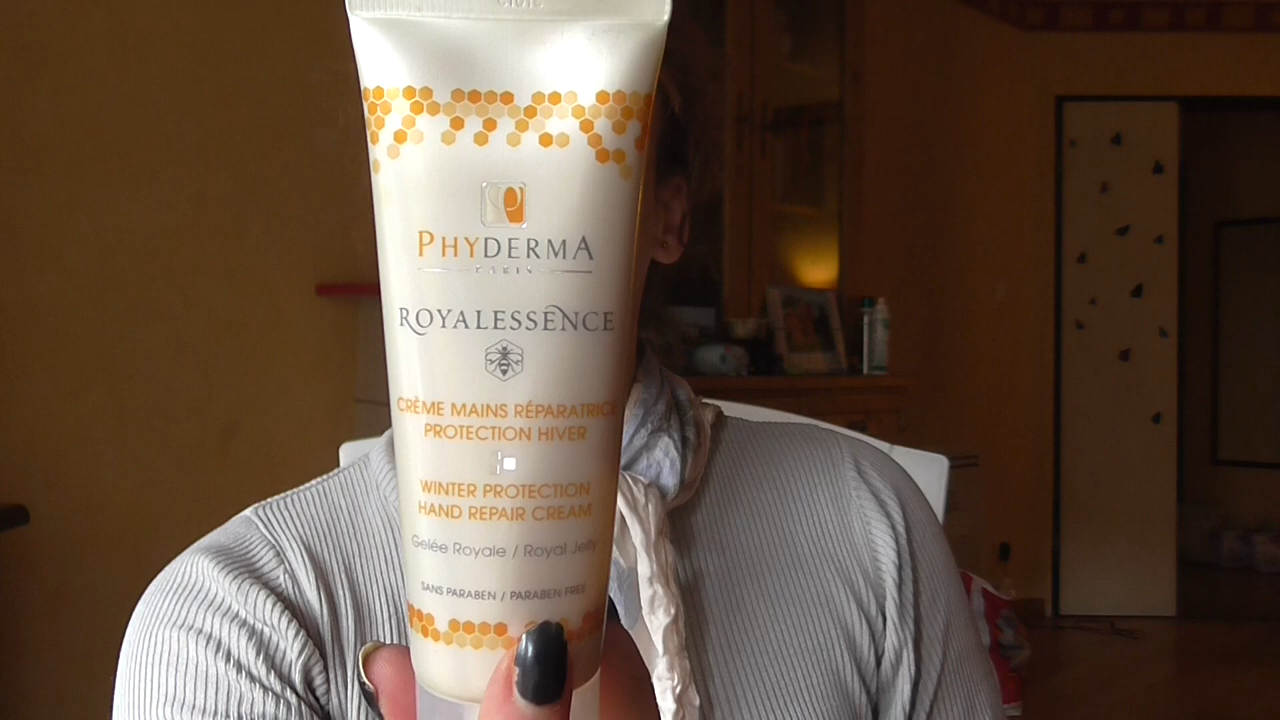 PHYDERMA
PARIS
ROYALESSENCE
CRÈME MAINS RÉPARATRICE
PROTECTION HIVER
WINTER PROTECTION
HAND REPAIR CREAM
Gelée Royale / Royal Jelly
SANS PARABEN / PARABEN FREE